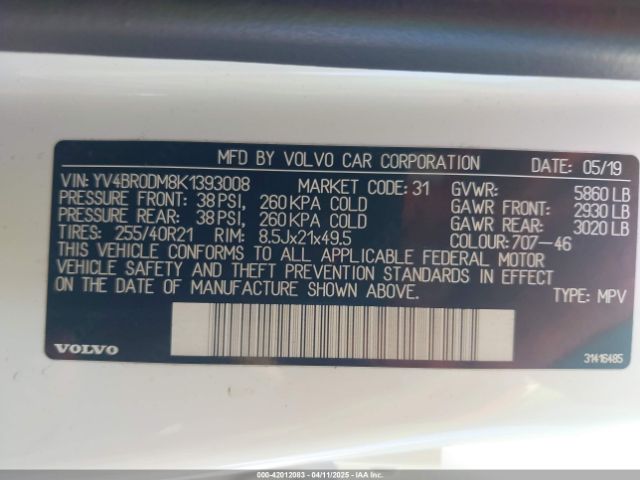 MFD BY VOLVO CAR CORPORATION DATE: 05/19
VIN: YV4BR0DM8K1393008 MARKET CODE: 31 GVWR: 5860 LB
PRESSURE FRONT: 38 PSI, 260 KPA COLD GAWR FRONT: 2930 LB
PRESSURE REAR: 38 PSI, 260 KPA COLD GAWR REAR: 3020 LB
TIRES: 255/40R21 RIM: 8.5Jx21x49.5 COLOUR: 707-46
THIS VEHICLE CONFORMS TO ALL APPLICABLE FEDERAL MOTOR
VEHICLE SAFETY AND THEFT PREVENTION STANDARDS IN EFFECT
ON THE DATE OF MANUFACTURE SHOWN ABOVE. TYPE: MPV
VOLVO 31416485
000-42012083 - 04/11/2025 - IAA Inc.